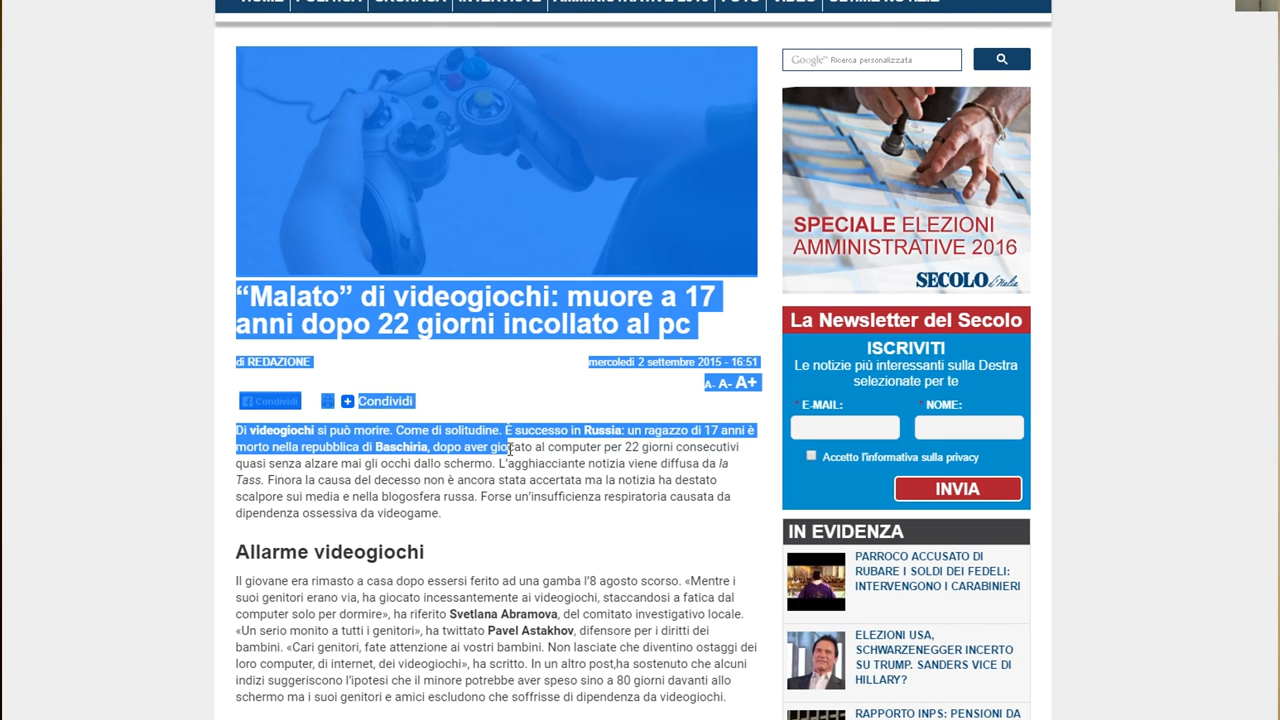 HOME POLITICA CRONACA INTERVISTE AMMINISTRATIVE 2016 FOTO VIDEO ULTIME NOTIZIE
Google™ Ricerca personalizzata
SPECIALE ELEZIONI
AMMINISTRATIVE 2016
SECOLO d'Italia
“Malato” di videogiochi: muore a 17
anni dopo 22 giorni incollato al pc
di REDAZIONE
mercoledì 2 settembre 2015 - 16:51
A- A- A+
Condividi
Condividi
Di videogiochi si può morire. Come di solitudine. È successo in Russia: un ragazzo di 17 anni è
morto nella repubblica di Baschiria, dopo aver giocato al computer per 22 giorni consecutivi
quasi senza alzare mai gli occhi dallo schermo. L’agghiacciante notizia viene diffusa da la
Tass. Finora la causa del decesso non è ancora stata accertata ma la notizia ha destato
scalpore sui media e nella blogosfera russa. Forse un’insufficienza respiratoria causata da
dipendenza ossessiva da videogame.
Allarme videogiochi
Il giovane era rimasto a casa dopo essersi ferito ad una gamba l’8 agosto scorso. «Mentre i
suoi genitori erano via, ha giocato incessantemente ai videogiochi, staccandosi a fatica dal
computer solo per dormire», ha riferito Svetlana Abramova, del comitato investigativo locale.
«Un serio monito a tutti i genitori», ha twittato Pavel Astakhov, difensore per i diritti dei
bambini. «Cari genitori, fate attenzione ai vostri bambini. Non lasciate che diventino ostaggi dei
loro computer, di internet, dei videogiochi», ha scritto. In un altro post,ha sostenuto che alcuni
indizi suggeriscono l’ipotesi che il minore potrebbe aver speso sino a 80 giorni davanti allo
schermo ma i suoi genitori e amici escludono che soffrisse di dipendenza da videogiochi.
La Newsletter del Secolo
ISCRIVITI
Le notizie più interessanti sulla Destra
selezionate per te
* E-MAIL: * NOME:
Accetto l'informativa sulla privacy
INVIA
IN EVIDENZA
PARROCO ACCUSATO DI
RUBARE I SOLDI DEI FEDELI:
INTERVENGONO I CARABINIERI
ELEZIONI USA,
SCHWARZENEGGER INCERTO
SU TRUMP. SANDERS VICE DI
HILLARY?
RAPPORTO INPS: PENSIONI DA